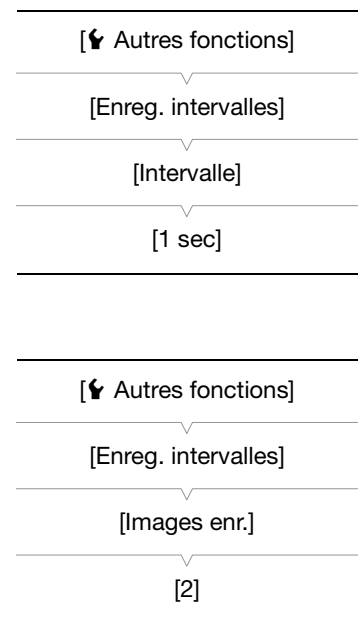 [ Autres fonctions]
[Enreg. intervalles]
[Intervalle]
[1 sec]
[ Autres fonctions]
[Enreg. intervalles]
[Images enr.]
[2]